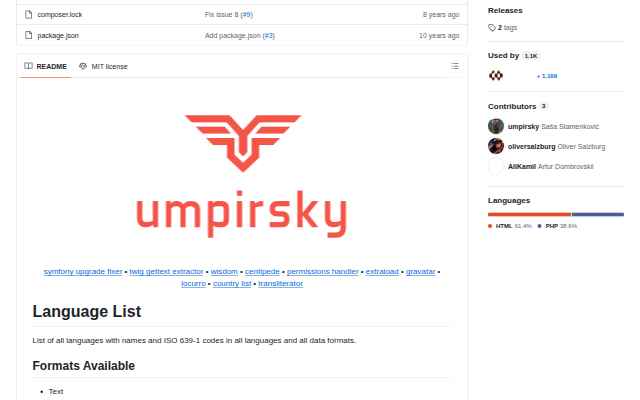 composer.lock Fix issue 8 (#9) 8 years ago
package.json Add package.json (#3) 10 years ago
README MIT license
umpirsky
symfony upgrade fixer • twig gettext extractor • wisdom • centipede • permissions handler • extraload • gravatar •
locurro • country list • transliterator
Language List
List of all languages with names and ISO 639-1 codes in all languages and all data formats.
Formats Available
• Text
Releases
2 tags
Used by 1.1K
+ 1,169
Contributors 3
umpirsky Saša Stamenković
oliversalzburg Oliver Salzburg
AliKamil Artur Dombrovskii
Languages
HTML 61.4% PHP 38.6%